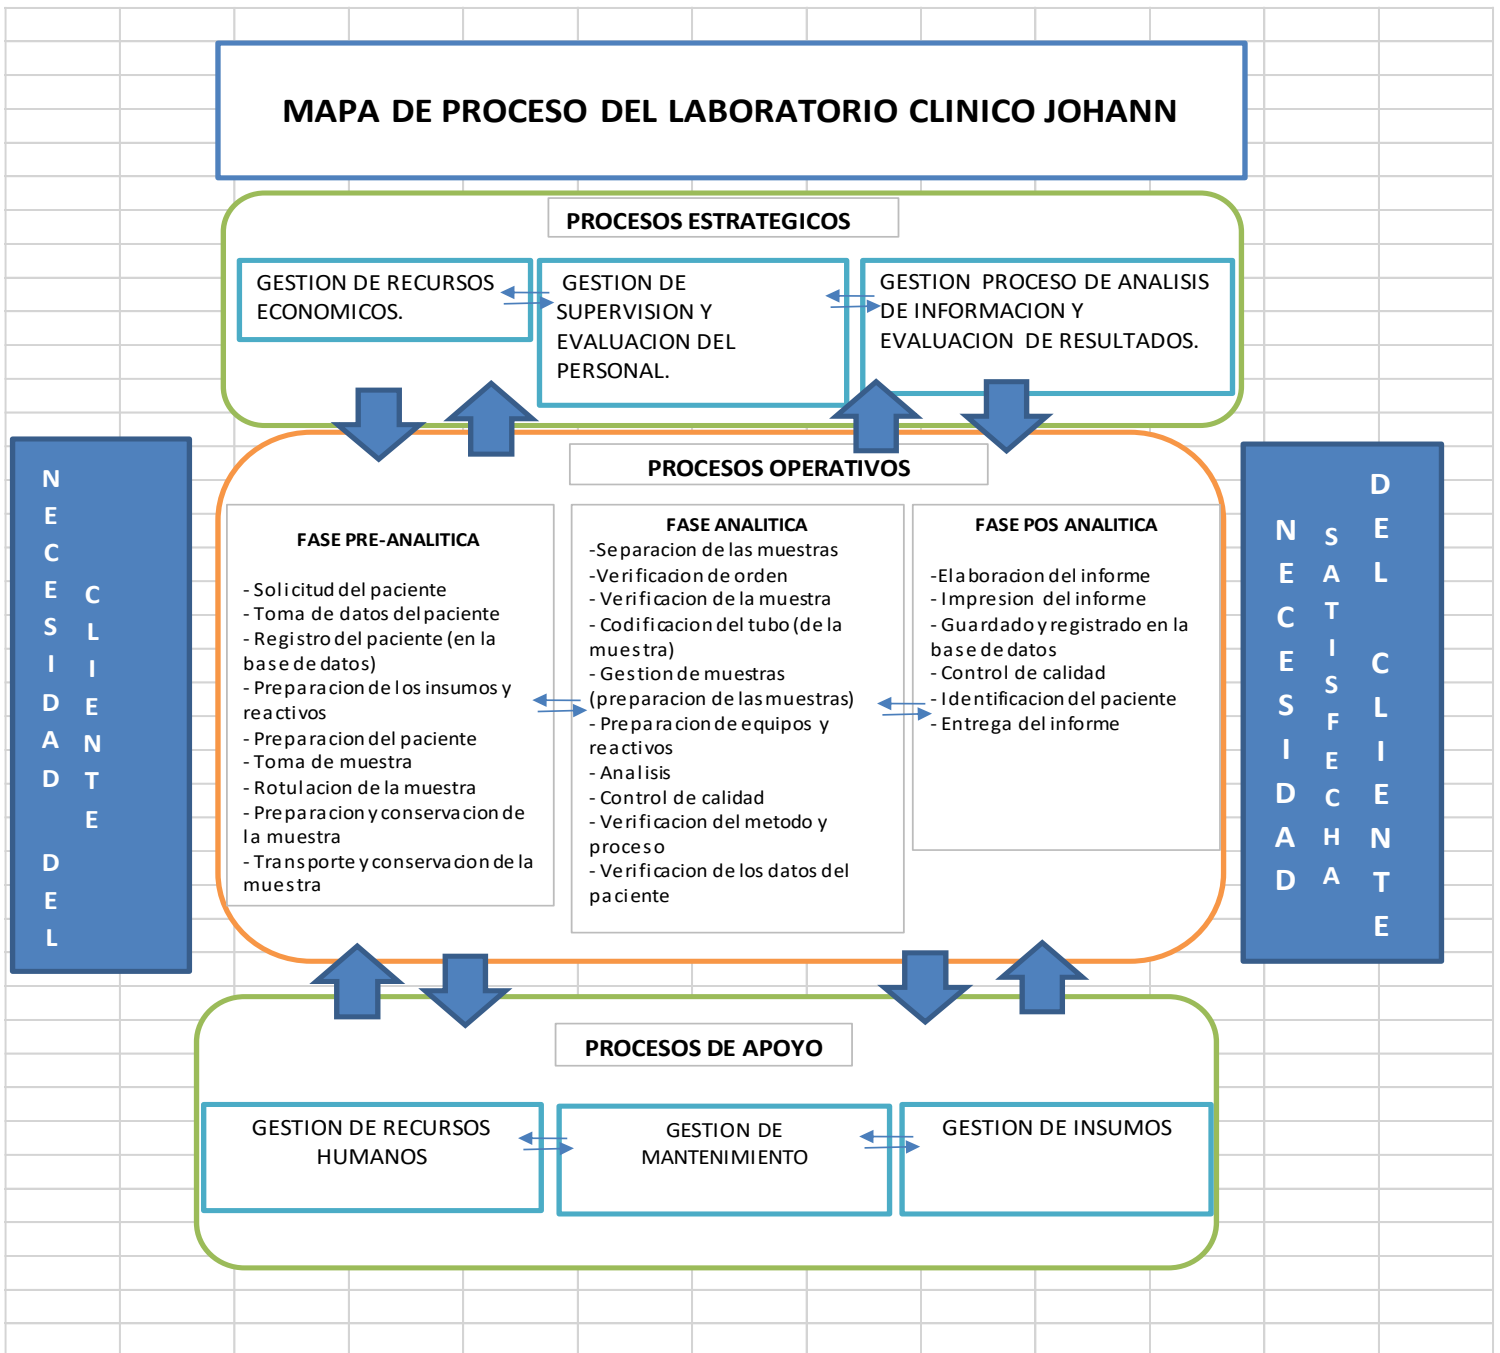 MAPA DE PROCESO DEL LABORATORIO CLINICO JOHANN
PROCESOS ESTRATEGICOS
GESTION DE RECURSOS
ECONOMICOS.
GESTION DE
SUPERVISION Y
EVALUACION DEL
PERSONAL.
GESTION PROCESO DE ANALISIS
DE INFORMACION Y
EVALUACION DE RESULTADOS.
NECESIDAD DEL
CLIENTE
PROCESOS OPERATIVOS
FASE PRE-ANALITICA
- Solicitud del paciente
- Toma de datos del paciente
- Registro del paciente (en la
base de datos)
- Preparacion de los insumos y
reactivos
- Preparacion del paciente
- Toma de muestra
- Rotulacion de la muestra
- Preparacion y conservacion de
la muestra
- Transporte y conservacion de la
muestra
FASE ANALITICA
-Separacion de las muestras
-Verificacion de orden
- Verificacion de la muestra
- Codificacion del tubo (de la
muestra)
- Gestion de muestras
(preparacion de las muestras)
- Preparacion de equipos y
reactivos
- Analisis
- Control de calidad
- Verificacion del metodo y
proceso
- Verificacion de los datos del
paciente
FASE POS ANALITICA
-Elaboracion del informe
- Impresion del informe
- Guardado y registrado en la
base de datos
- Control de calidad
- Identificacion del paciente
- Entrega del informe
NECESIDAD
SATISFECHA
DEL CLIENTE
PROCESOS DE APOYO
GESTION DE RECURSOS
HUMANOS
GESTION DE
MANTENIMIENTO
GESTION DE INSUMOS